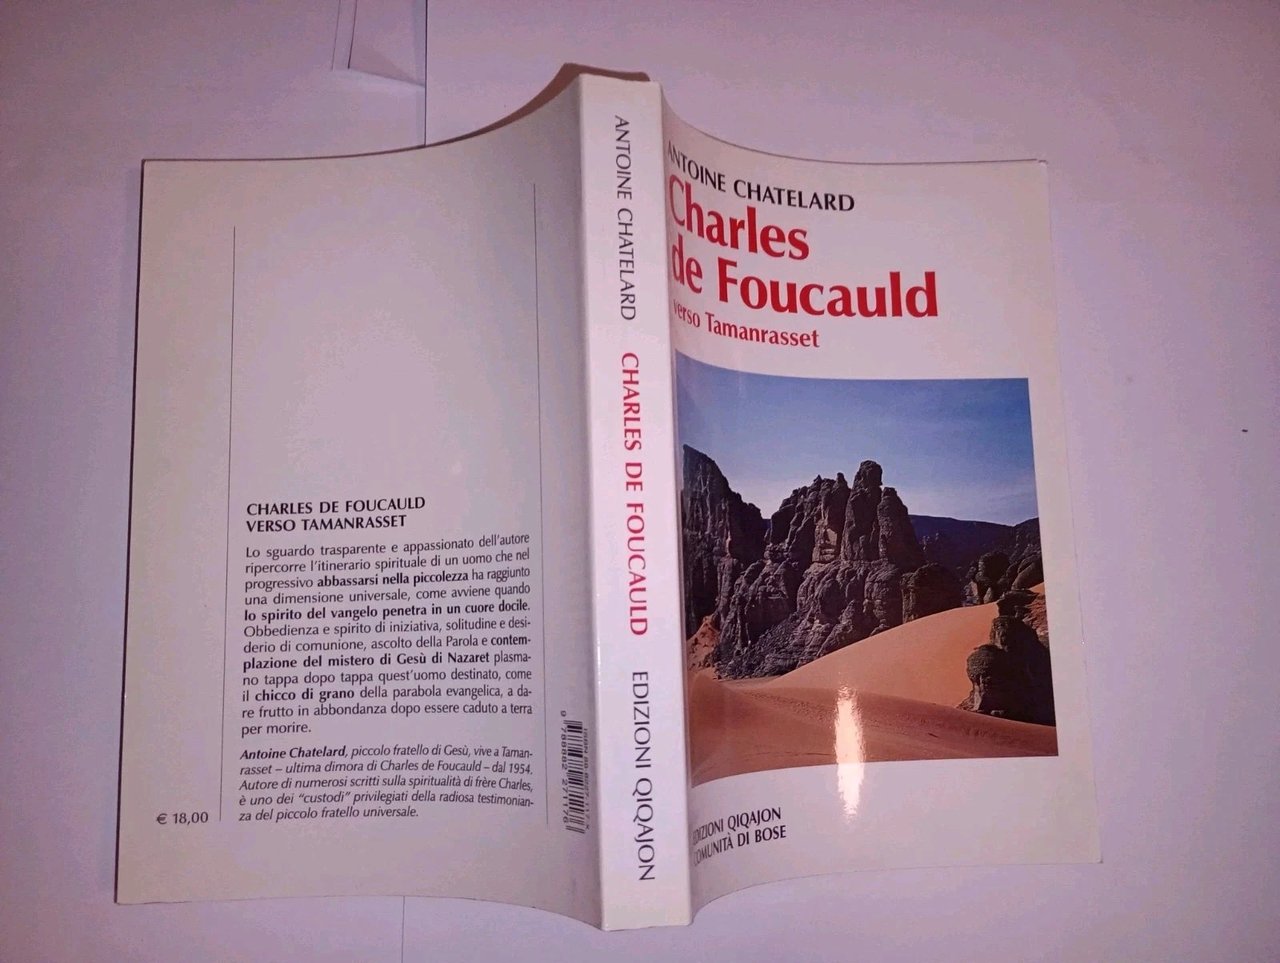 CHARLES DE FOUCAULD
VERSO TAMANRASSET
Lo sguardo trasparente e appassionato dell'autore
ripercorre l'itinerario spirituale di un uomo che nel
progressivo abbassarsi nella piccolezza ha raggiunto
una dimensione universale, come avviene quando
lo spirito del vangelo penetra in un cuore docile.
Obbedienza e spirito di iniziativa, solitudine e desi-
derio di comunione, ascolto della Parola e contem-
plazione del mistero di Gesù di Nazaret plasma-
no tappa dopo tappa quest'uomo destinato, come
il chicco di grano della parabola evangelica, a da-
re frutto in abbondanza dopo essere caduto a terra
per morire.
Antoine Chatelard, piccolo fratello di Gesù, vive a Taman-
rasset – ultima dimora di Charles de Foucauld – dal 1954.
Autore di numerosi scritti sulla spiritualità di frère Charles,
è uno dei “custodi” privilegiati della radiosa testimonian-
za del piccolo fratello universale.
€ 18,00
ANTOINE CHATELARD CHARLES DE FOUCAULD EDIZIONI QIQAJON
ANTOINE CHATELARD
Charles
de Foucauld
verso Tamanrasset
EDIZIONI QIQAJON
COMUNITÀ DI BOSE